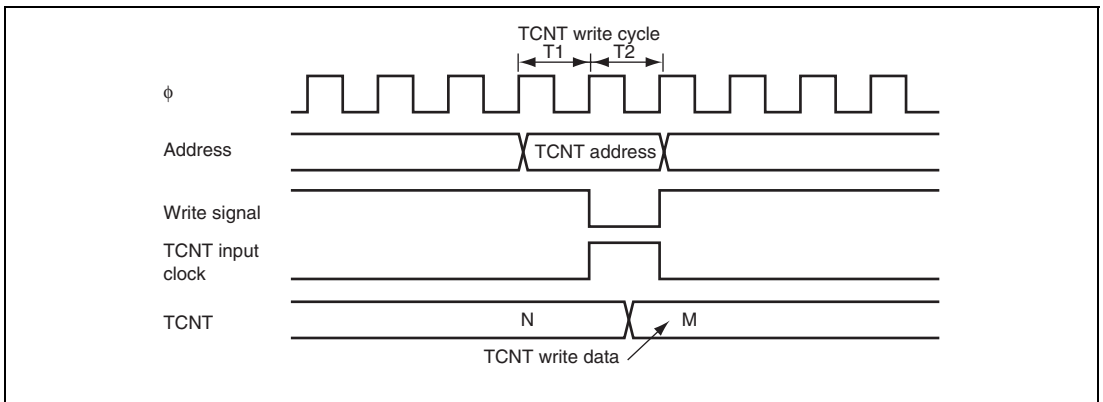 TCNT write cycle
T1 T2
ϕ
Address
TCNT address
Write signal
TCNT input
clock
TCNT
N
M
TCNT write data